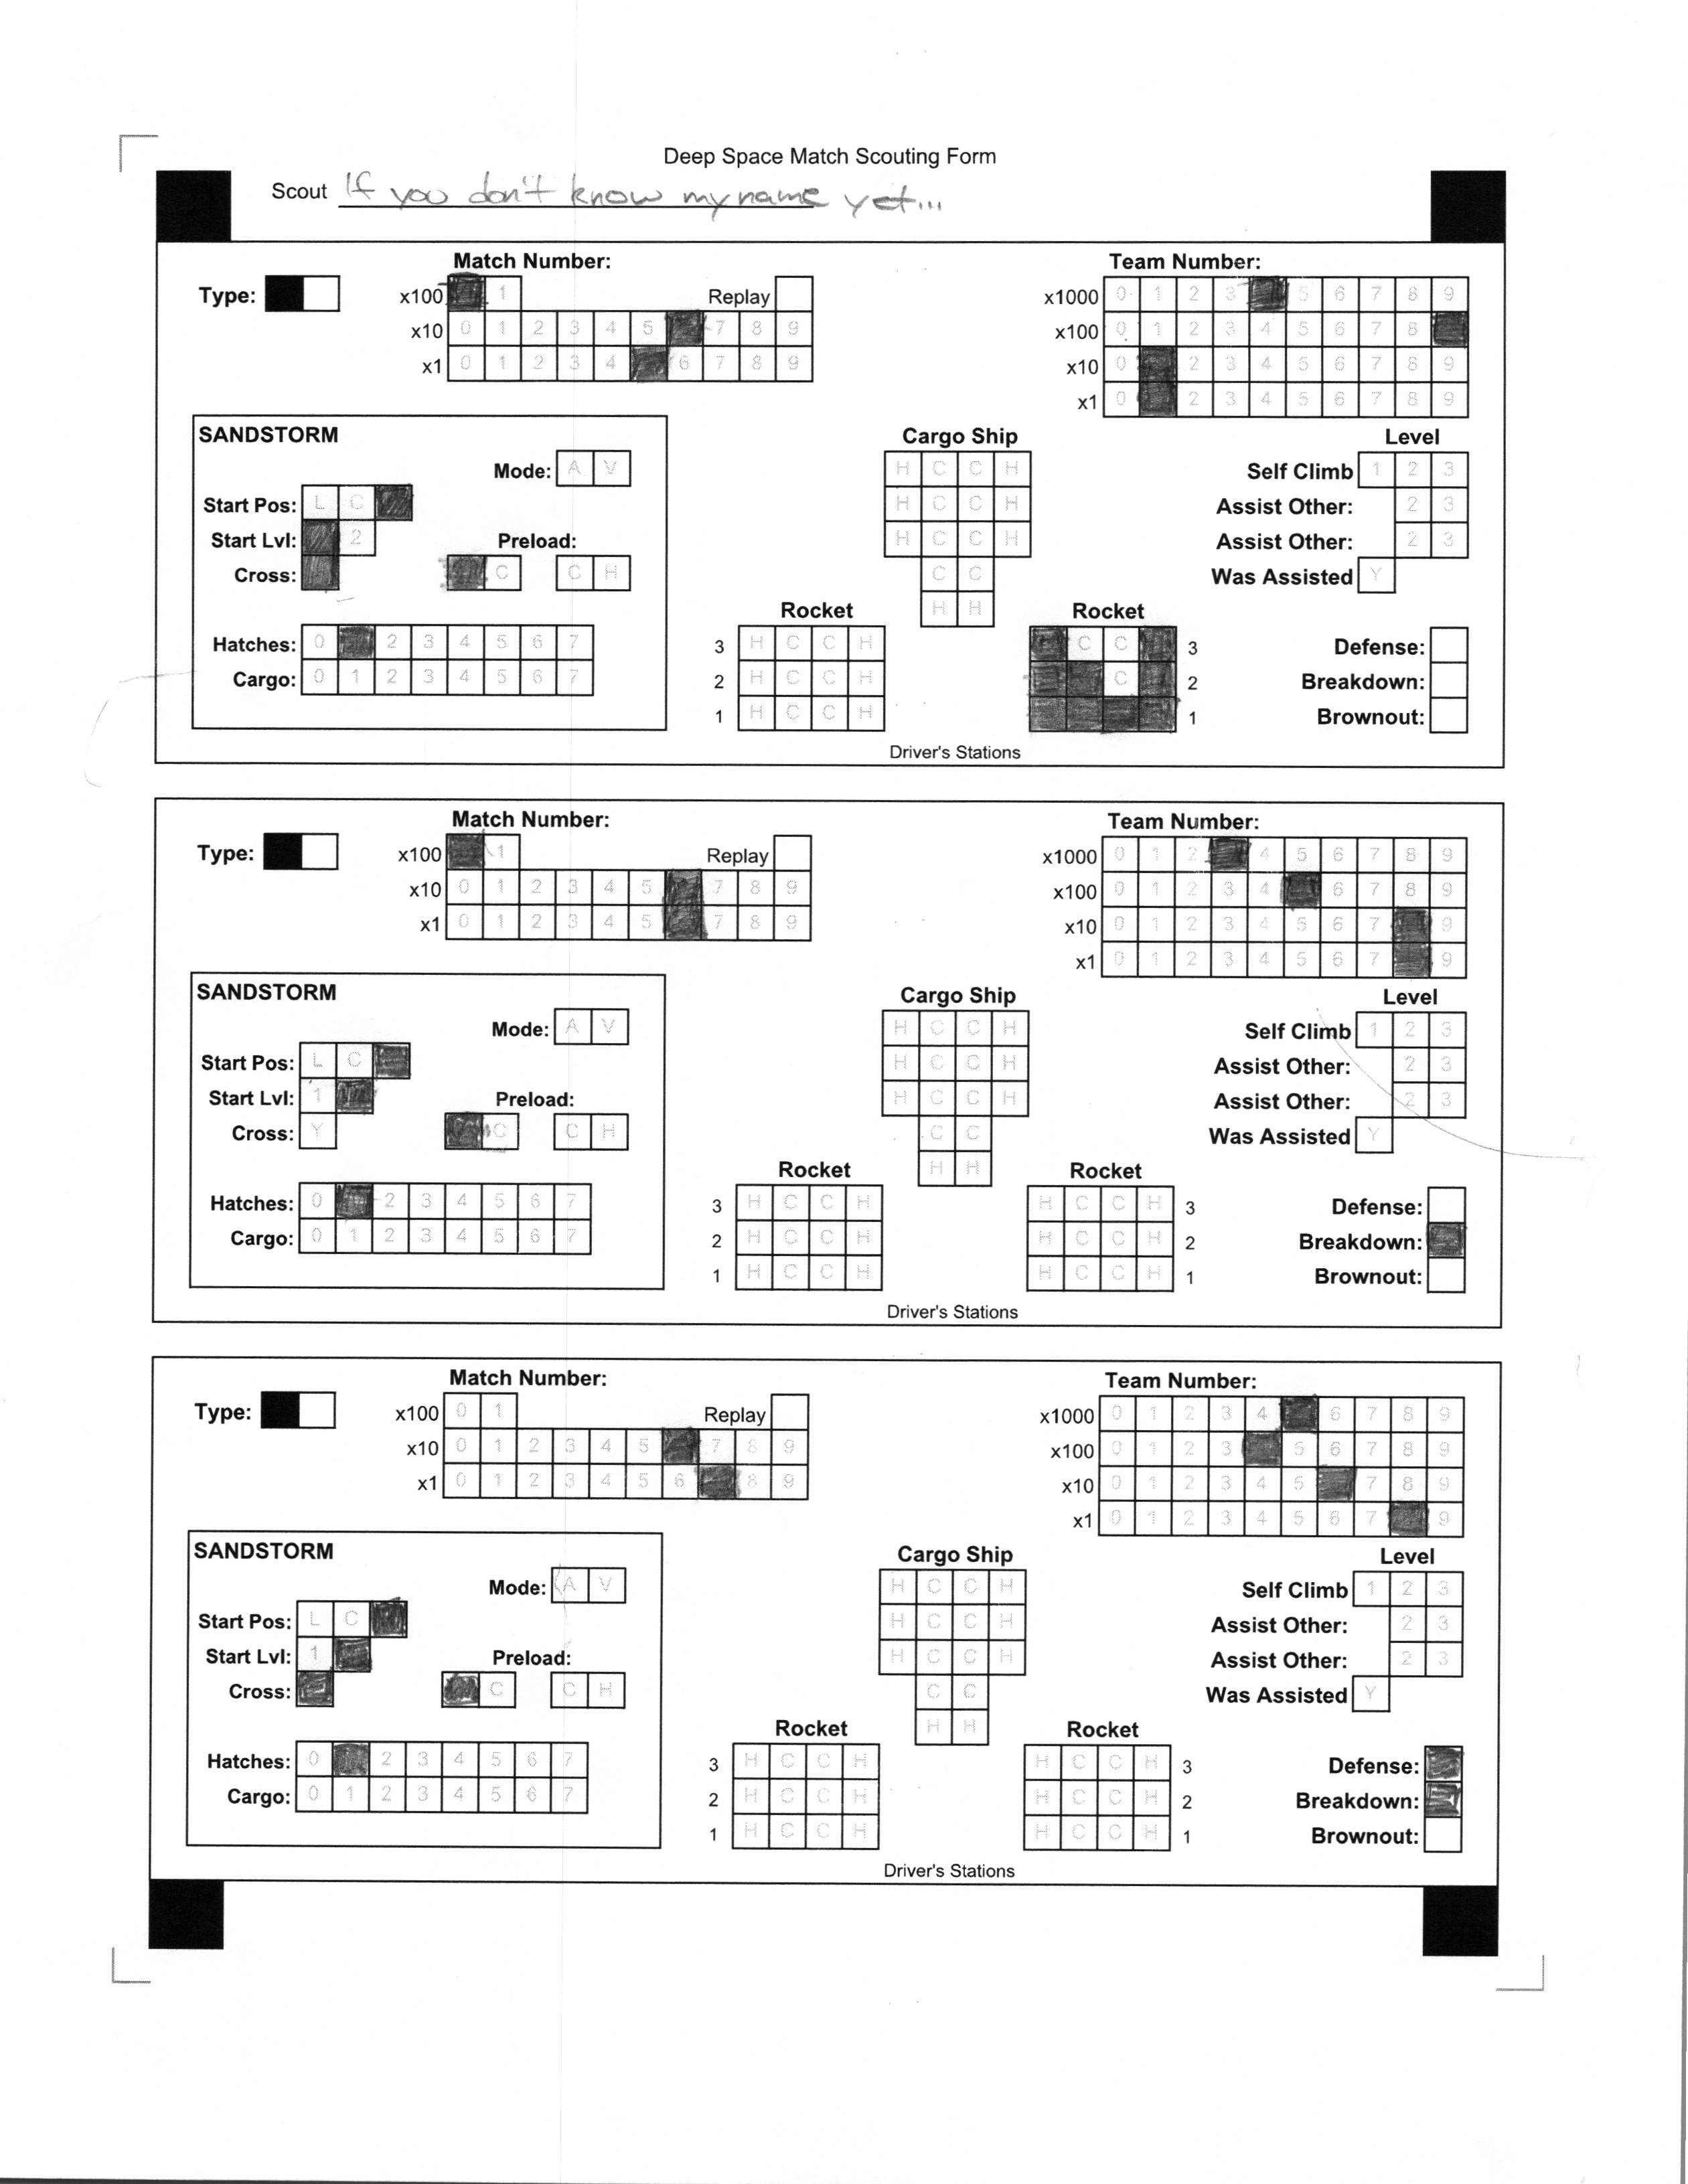 Deep Space Match Scouting Form
Scout If you don't know my name yet...
Match Number: Team Number:
Type: x100 1 Replay x1000 0 1 2 3 5 6 7 8 9
x10 0 1 2 3 4 5 7 8 9 x100 0 1 2 3 4 5 6 7 8
x1 0 1 2 3 4 6 7 8 9 x10 0 2 3 4 5 6 7 8 9
x1 0 2 3 4 5 6 7 8 9
SANDSTORM Cargo Ship Level
Mode: A V H C C H Self Climb 1 2 3
Start Pos: L C H C C H Assist Other: 2 3
Start Lvl: 2 Preload: H C C H Assist Other: 2 3
Cross: C C H C C Was Assisted Y
Rocket H H Rocket
Hatches: 0 2 3 4 5 6 7 3 H C C H C C 3 Defense:
Cargo: 0 1 2 3 4 5 6 7 2 H C C H C 2 Breakdown:
1 H C C H 1 Brownout:
Driver's Stations
Match Number: Team Number:
Type: x100 1 Replay x1000 0 1 2 4 5 6 7 8 9
x10 0 1 2 3 4 5 7 8 9 x100 0 1 2 3 4 6 7 8 9
x1 0 1 2 3 4 5 7 8 9 x10 0 1 2 3 4 5 6 7 9
x1 0 1 2 3 4 5 6 7 9
SANDSTORM Cargo Ship Level
Mode: A V H C C H Self Climb 1 2 3
Start Pos: L C H C C H Assist Other: 2 3
Start Lvl: 1 Preload: H C C H Assist Other: 2 3
Cross: Y C C H C C Was Assisted Y
Rocket H H Rocket
Hatches: 0 2 3 4 5 6 7 3 H C C H H C C H 3 Defense:
Cargo: 0 1 2 3 4 5 6 7 2 H C C H H C C H 2 Breakdown:
1 H C C H H C C H 1 Brownout:
Driver's Stations
Match Number: Team Number:
Type: x100 0 1 Replay x1000 0 1 2 3 4 6 7 8 9
x10 0 1 2 3 4 5 7 8 9 x100 0 1 2 3 5 6 7 8 9
x1 0 1 2 3 4 5 6 8 9 x10 0 1 2 3 4 5 7 8 9
x1 0 1 2 3 4 5 6 7 9
SANDSTORM Cargo Ship Level
Mode: A V H C C H Self Climb 1 2 3
Start Pos: L C H C C H Assist Other: 2 3
Start Lvl: 1 Preload: H C C H Assist Other: 2 3
Cross: C C H C C Was Assisted Y
Rocket H H Rocket
Hatches: 0 2 3 4 5 6 7 3 H C C H H C C H 3 Defense:
Cargo: 0 1 2 3 4 5 6 7 2 H C C H H C C H 2 Breakdown:
1 H C C H H C C H 1 Brownout:
Driver's Stations